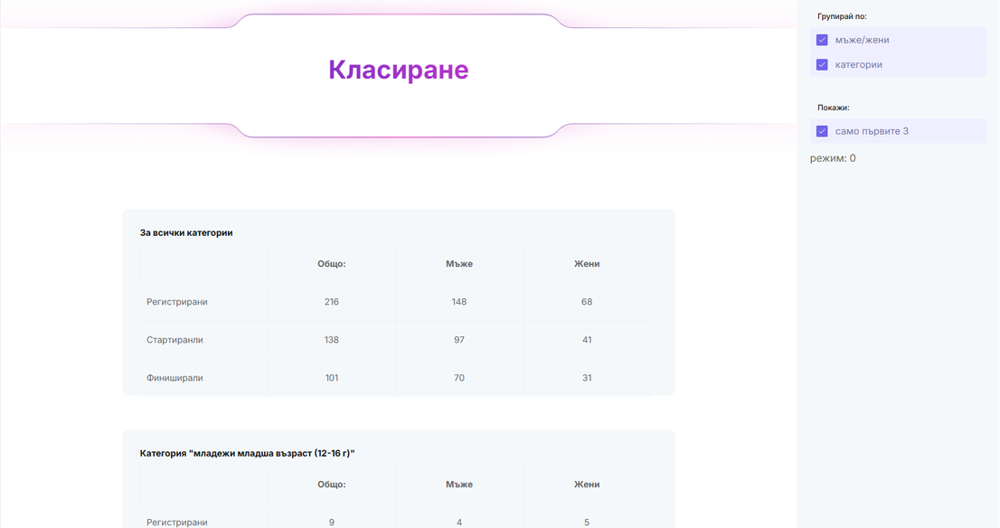 Класиране
За всички категории
Общо: Мъже Жени
Регистрирани 216 148 68
Стартиранли 138 97 41
Финиширали 101 70 31
Категория "младежи младша възраст (12-16 г)"
Общо: Мъже Жени
Регистрирани 9 4 5
Групирай по:
мъже/жени
категории
Покажи:
само първите 3
режим: 0